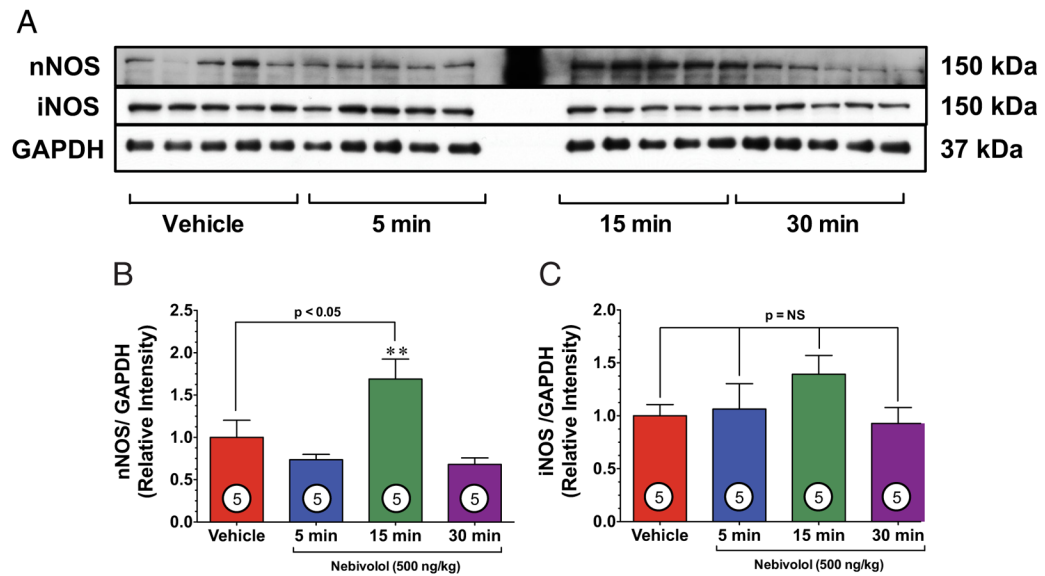 A
nNOS 150 kDa
iNOS 150 kDa
GAPDH 37 kDa
Vehicle 5 min 15 min 30 min
B
nNOS/ GAPDH
(Relative Intensity)
2.5
2.0
1.5
1.0
0.5
0.0
p < 0.05
**
5 5 5 5
Vehicle 5 min 15 min 30 min
Nebivolol (500 ng/kg)
C
iNOS /GAPDH
(Relative Intensity)
2.0
1.5
1.0
0.5
0.0
p = NS
5 5 5 5
Vehicle 5 min 15 min 30 min
Nebivolol (500 ng/kg)